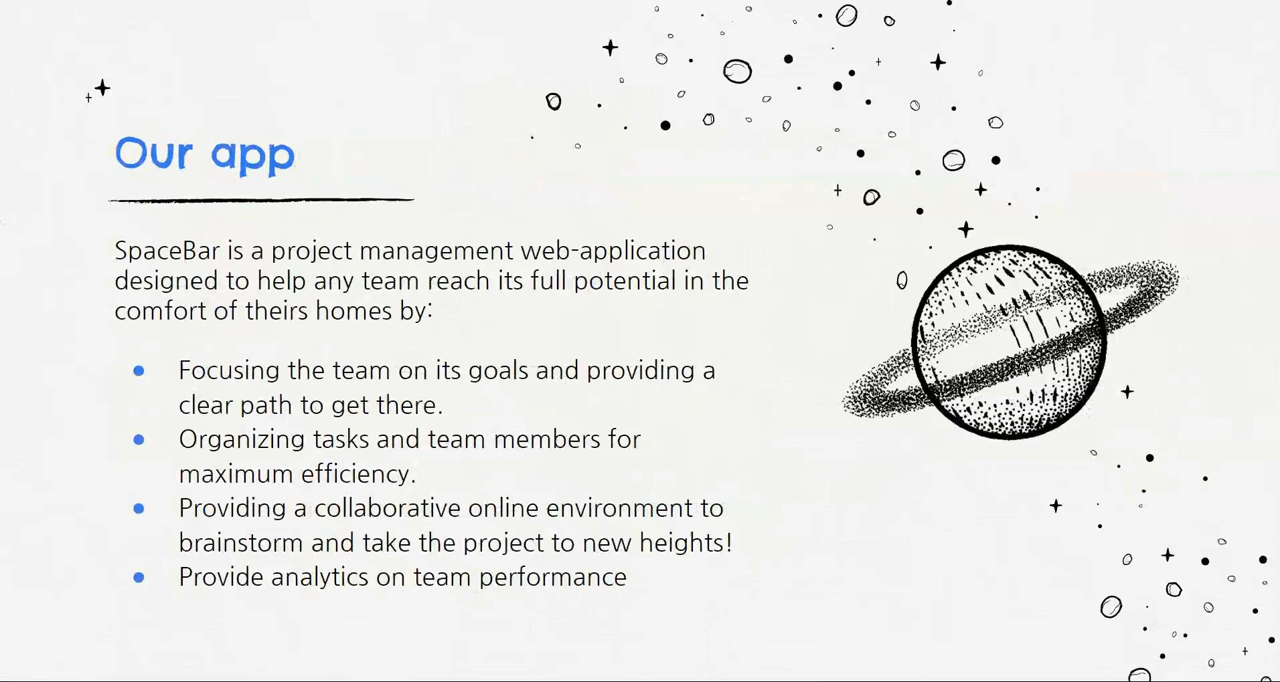 Our app
SpaceBar is a project management web-application
designed to help any team reach its full potential in the
comfort of theirs homes by:
● Focusing the team on its goals and providing a
clear path to get there.
● Organizing tasks and team members for
maximum efficiency.
● Providing a collaborative online environment to
brainstorm and take the project to new heights!
● Provide analytics on team performance